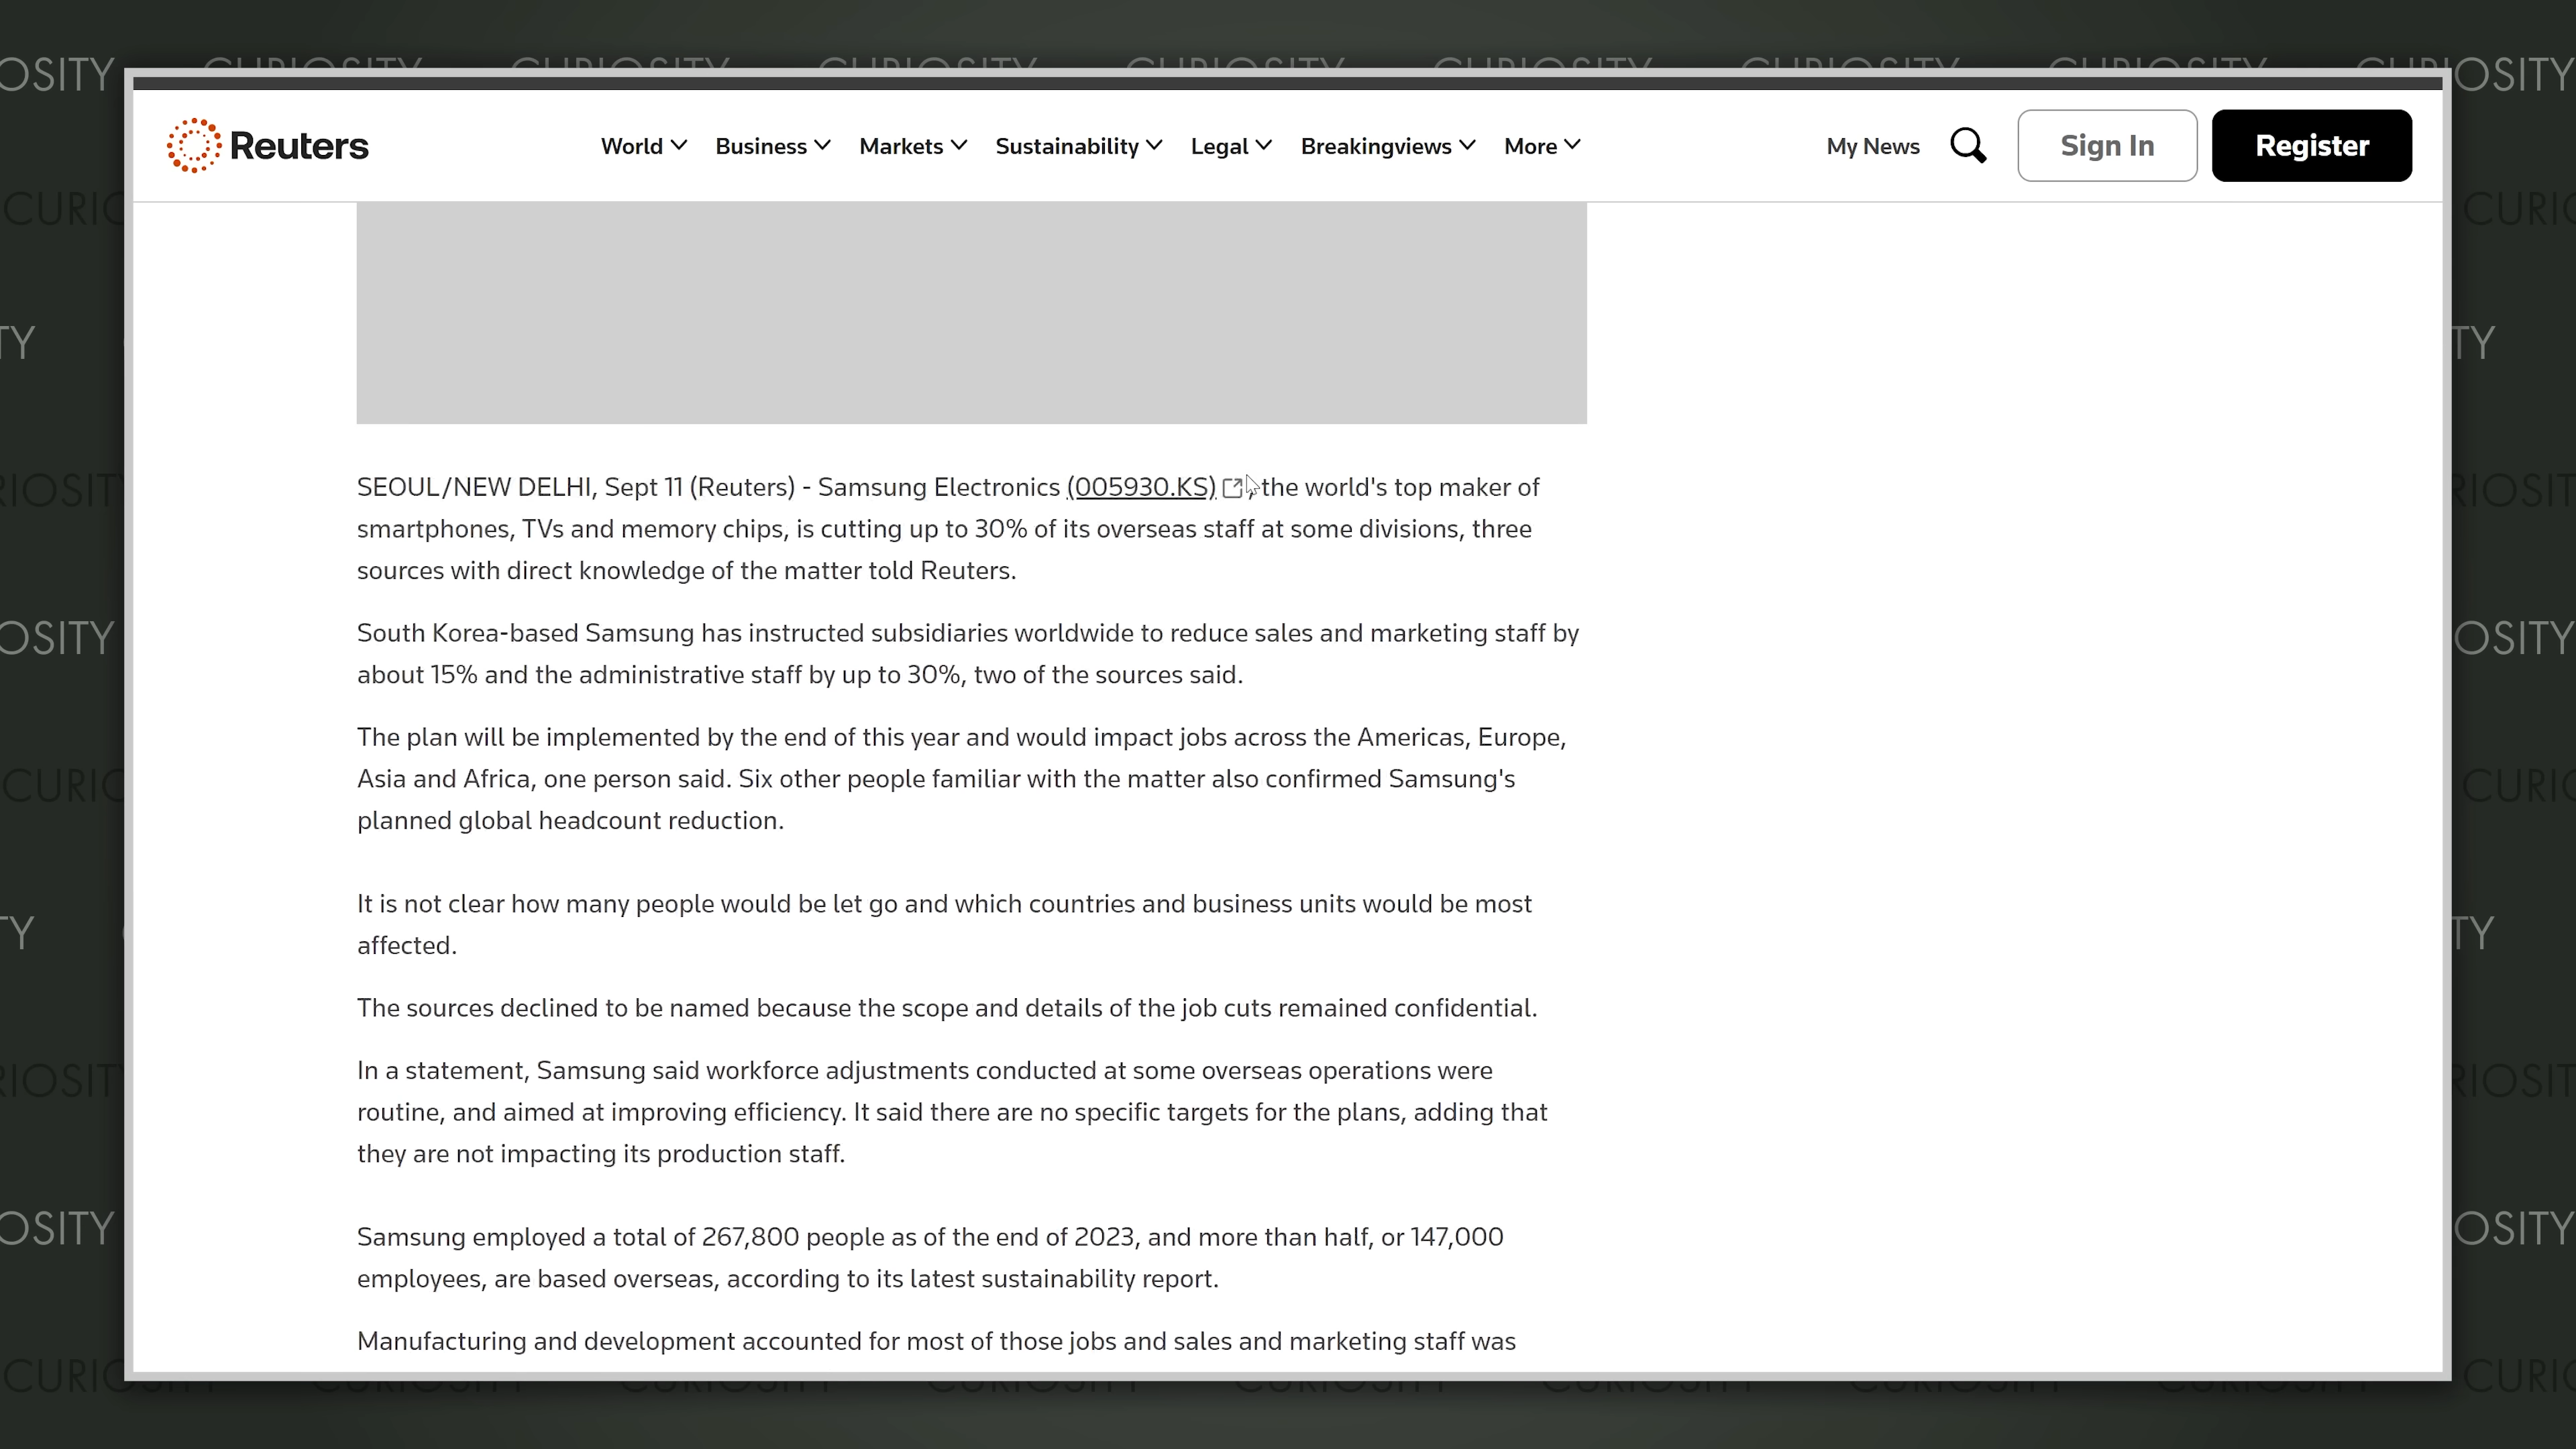 CURIOSITY CURIOSITY CURIOSITY CURIOSITY CURIOSITY CURIOSITY CURIOSITY
OSITY
OSITY
Reuters
World
Business
Markets
Sustainability
Legal
Breakingviews
More
My News
Sign In
Register
SEOUL/NEW DELHI, Sept 11 (Reuters) - Samsung Electronics (005930.KS) , the world's top maker of
smartphones, TVs and memory chips, is cutting up to 30% of its overseas staff at some divisions, three
sources with direct knowledge of the matter told Reuters.
South Korea-based Samsung has instructed subsidiaries worldwide to reduce sales and marketing staff by
about 15% and the administrative staff by up to 30%, two of the sources said.
The plan will be implemented by the end of this year and would impact jobs across the Americas, Europe,
Asia and Africa, one person said. Six other people familiar with the matter also confirmed Samsung's
planned global headcount reduction.
It is not clear how many people would be let go and which countries and business units would be most
affected.
The sources declined to be named because the scope and details of the job cuts remained confidential.
In a statement, Samsung said workforce adjustments conducted at some overseas operations were
routine, and aimed at improving efficiency. It said there are no specific targets for the plans, adding that
they are not impacting its production staff.
Samsung employed a total of 267,800 people as of the end of 2023, and more than half, or 147,000
employees, are based overseas, according to its latest sustainability report.
Manufacturing and development accounted for most of those jobs and sales and marketing staff was